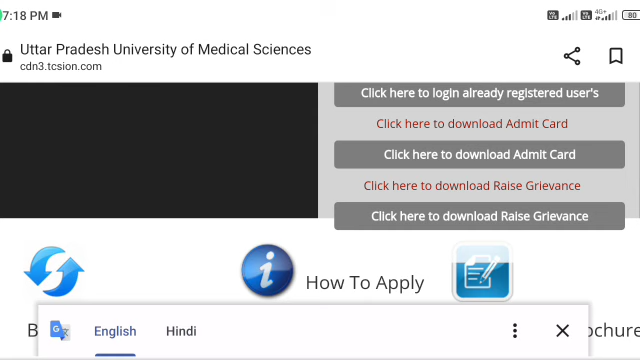 7:18 PM
4G+
80
Uttar Pradesh University of Medical Sciences
cdn3.tcsion.com
Click here to login already registered user's
Click here to download Admit Card
Click here to download Admit Card
Click here to download Raise Grievance
Click here to download Raise Grievance
How To Apply
English Hindi